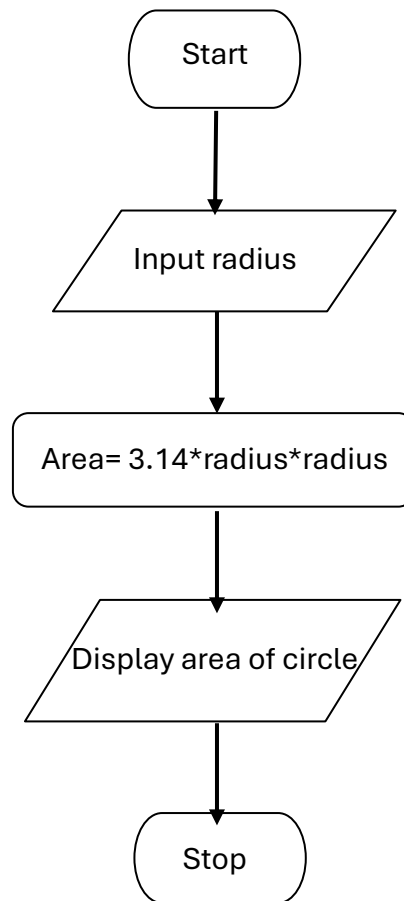 Start
Input radius
Area= 3.14*radius*radius
Display area of circle
Stop